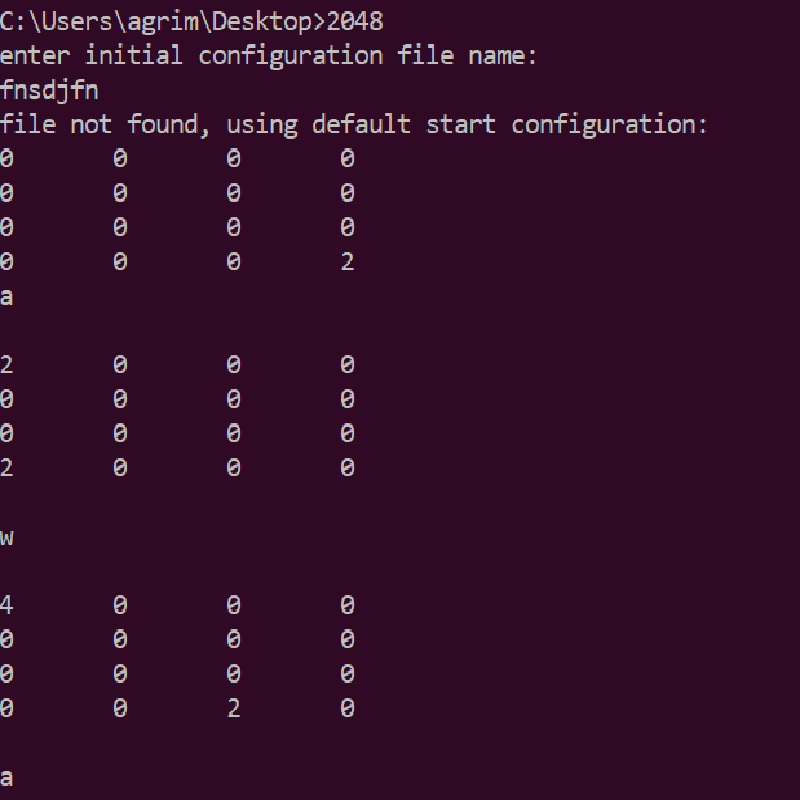 C:\Users\agrim\Desktop>2048
enter initial configuration file name:
fnsdjfn
file not found, using default start configuration:
0 0 0 0
0 0 0 0
0 0 0 0
0 0 0 2
a
2 0 0 0
0 0 0 0
0 0 0 0
2 0 0 0
w
4 0 0 0
0 0 0 0
0 0 0 0
0 0 2 0
a